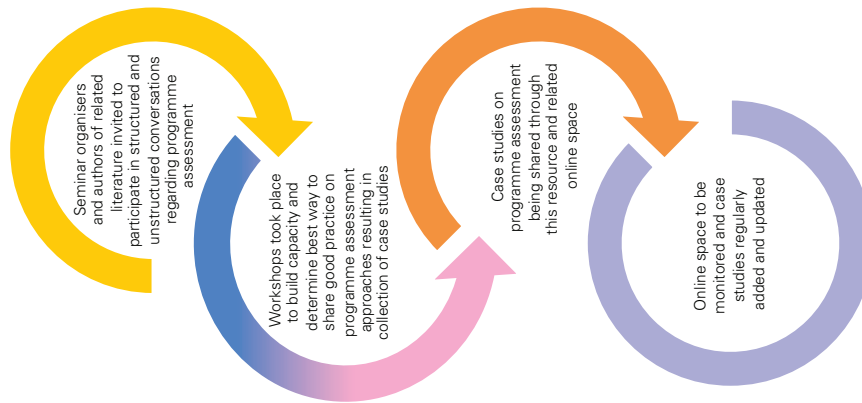 Seminar organisers
and authors of related
literature invited to
participate in structured and
unstructured conversations
regarding programme
assessment
Workshops took place
to build capacity and
determine best way to
share good practice on
programme assessment
approaches resulting in
collection of case studies
Case studies on
programme assessment
being shared through
this resource and related
online space
Online space to be
monitored and case
studies regularly
added and updated